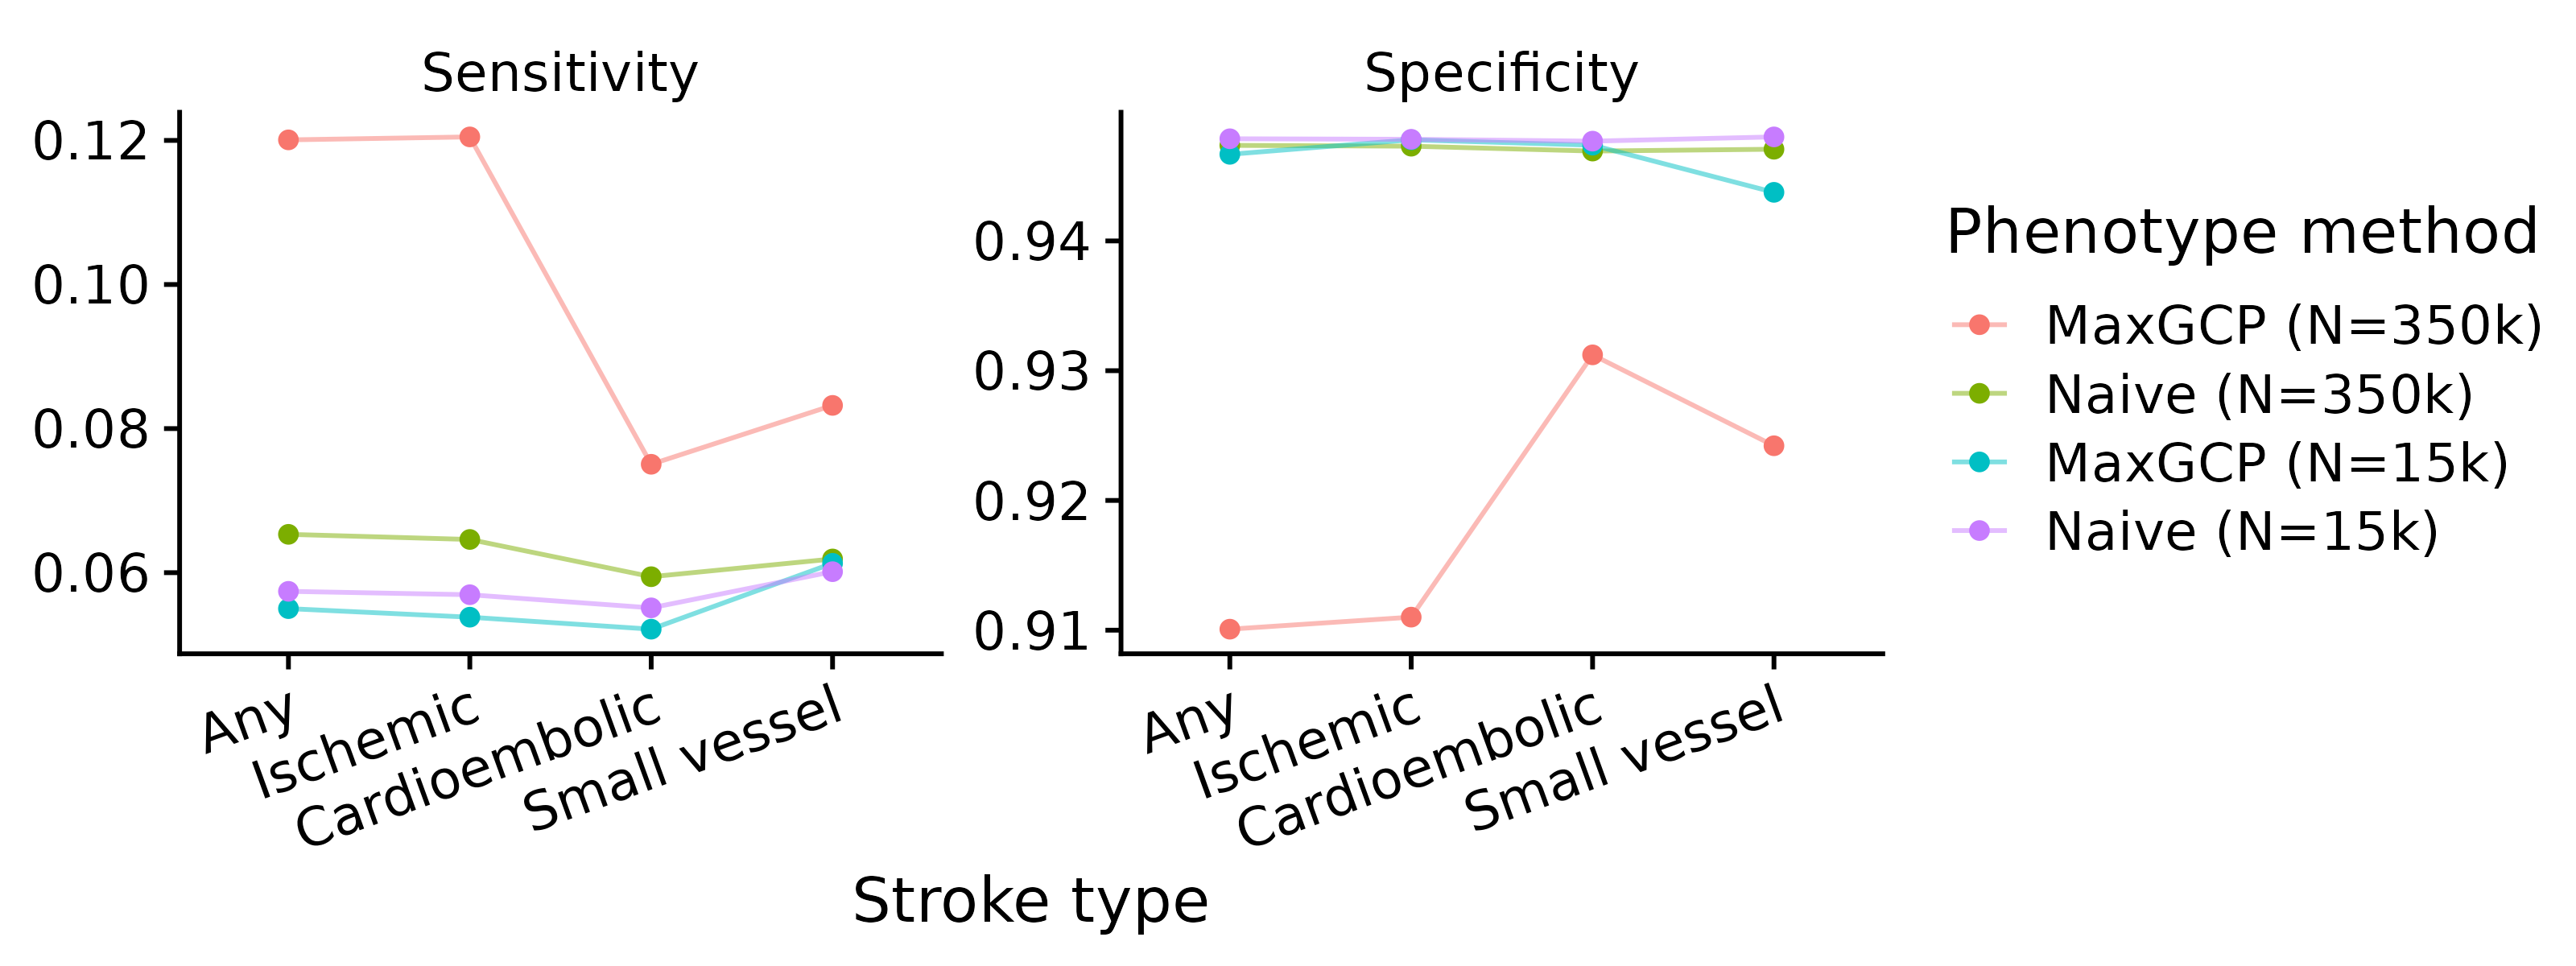 Sensitivity
0.12
0.10
0.08
0.06
Any
Ischemic
Cardioembolic
Small vessel
Specificity
0.94
0.93
0.92
0.91
Any
Ischemic
Cardioembolic
Small vessel
Stroke type
Phenotype method
MaxGCP (N=350k)
Naive (N=350k)
MaxGCP (N=15k)
Naive (N=15k)